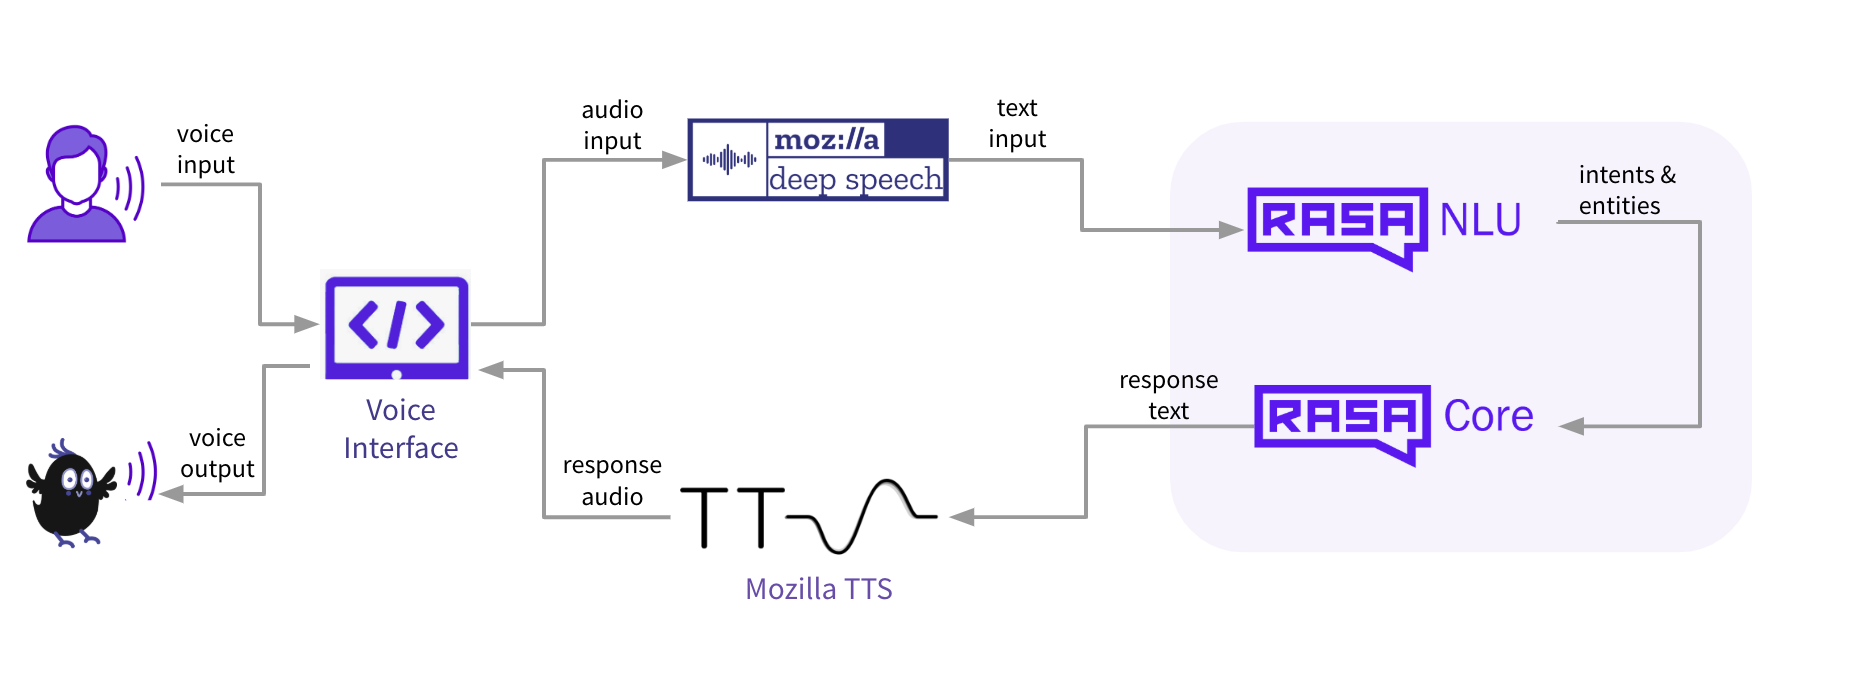 voice
input
audio
input
moz://a
deep speech
text
input
RASA NLU
intents &
entities
</>
Voice
Interface
voice
output
response
audio
TT
Mozilla TTS
response
text
RASA Core